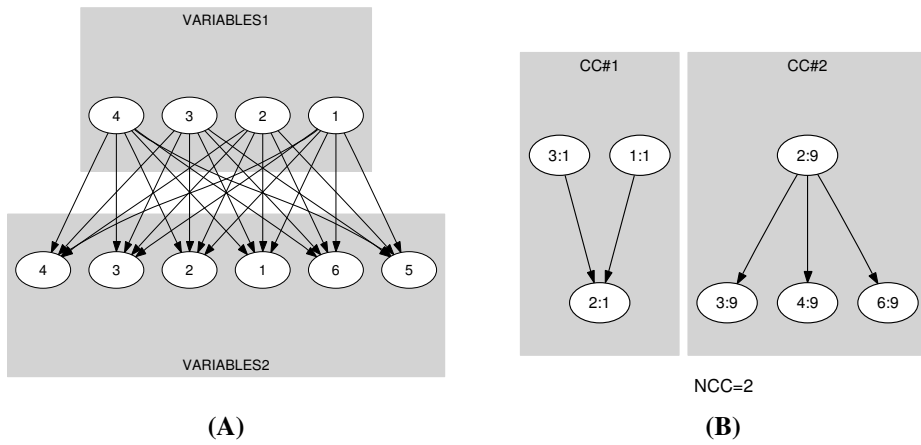 VARIABLES1
4 3 2 1
4 3 2 1 6 5
VARIABLES2
(A)
CC#1
3:1 1:1
2:1
CC#2
2:9
3:9 4:9 6:9
NCC=2
(B)